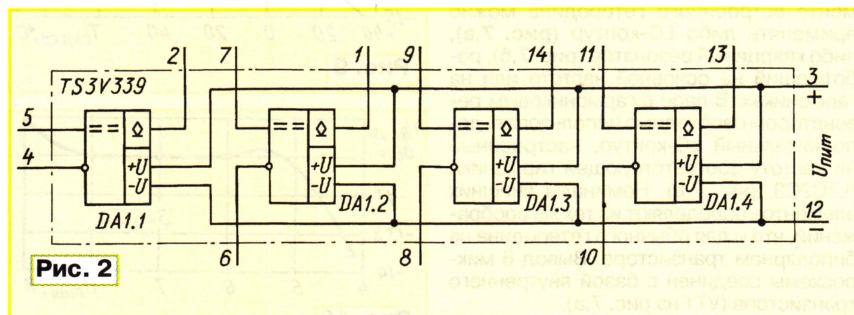 2 7 1 9 14 11 13
TS3V339
3
+
5
== ◊ == ◊ == ◊ == ◊
4
+U +U +U +U
Uпит
-U -U -U -U
DA1.1 DA1.2 DA1.3 DA1.4
12
–
6 8 10
Рис. 2